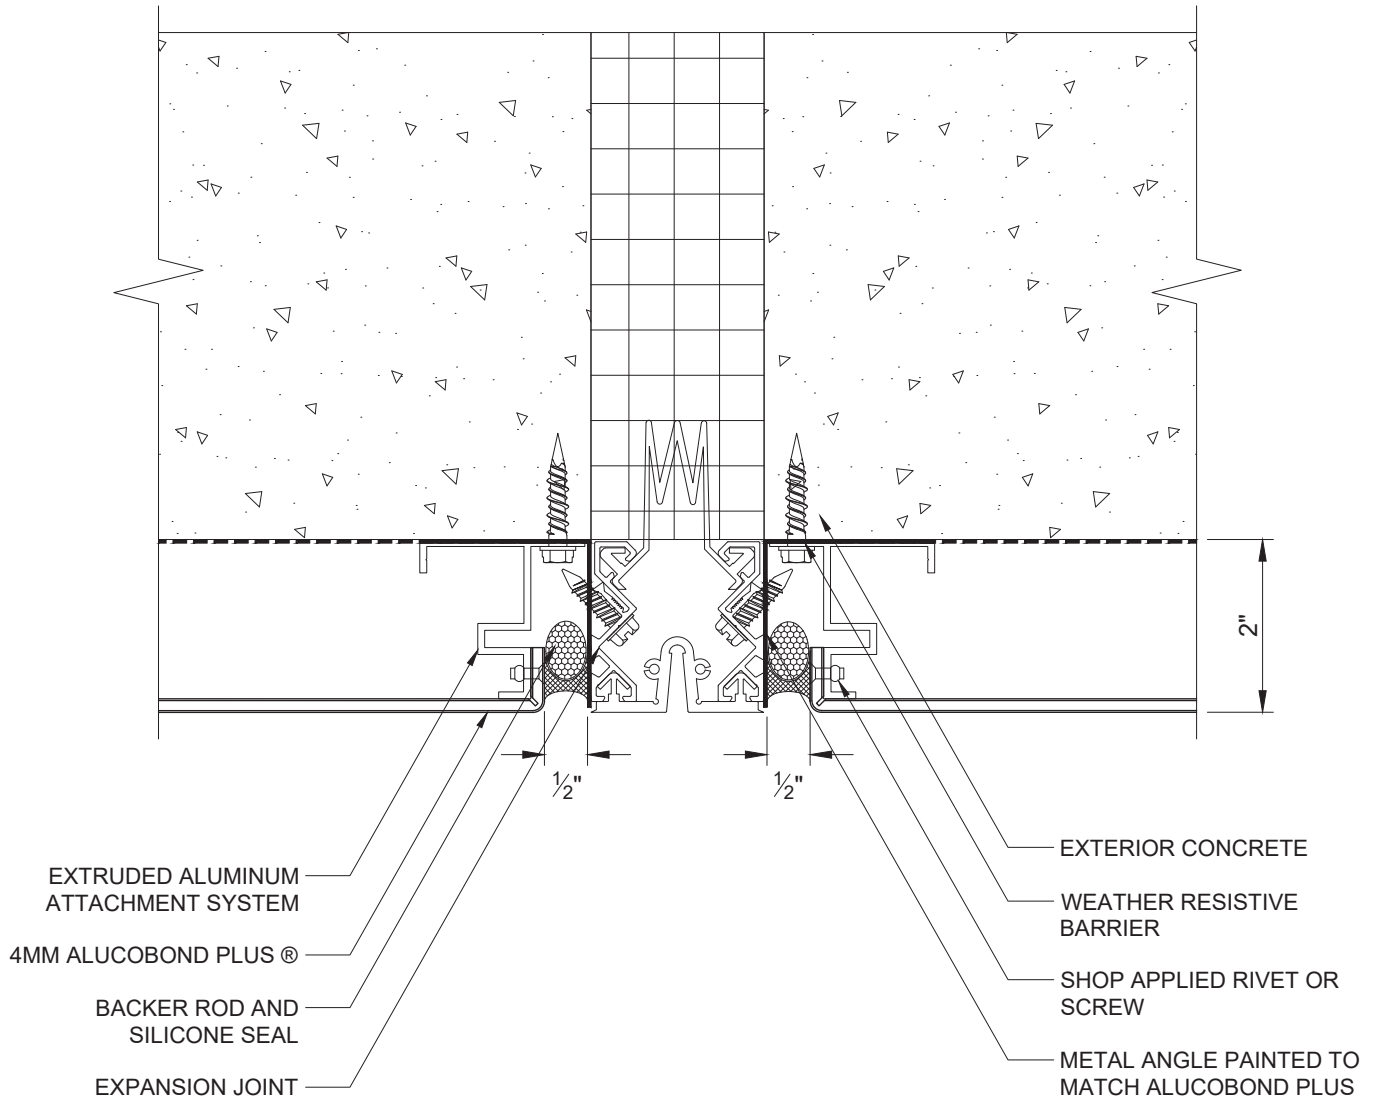 2"
½"
½"
EXTRUDED ALUMINUM
ATTACHMENT SYSTEM
4MM ALUCOBOND PLUS ®
BACKER ROD AND
SILICONE SEAL
EXPANSION JOINT
EXTERIOR CONCRETE
WEATHER RESISTIVE
BARRIER
SHOP APPLIED RIVET OR
SCREW
METAL ANGLE PAINTED TO
MATCH ALUCOBOND PLUS